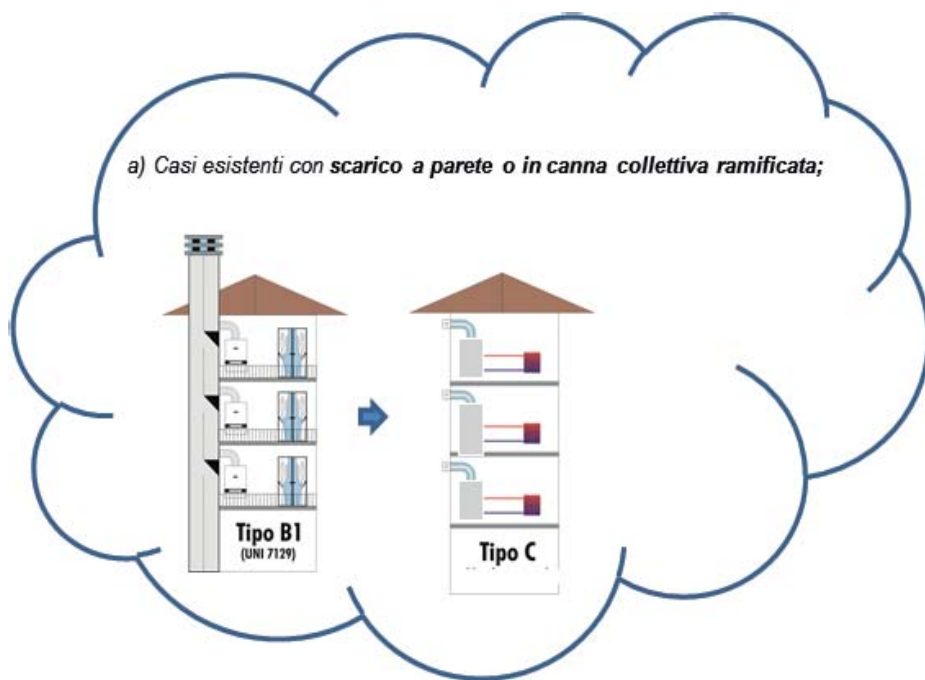 a) Casi esistenti con scarico a parete o in canna collettiva ramificata;
Tipo B1
(UNI 7129)
Tipo C